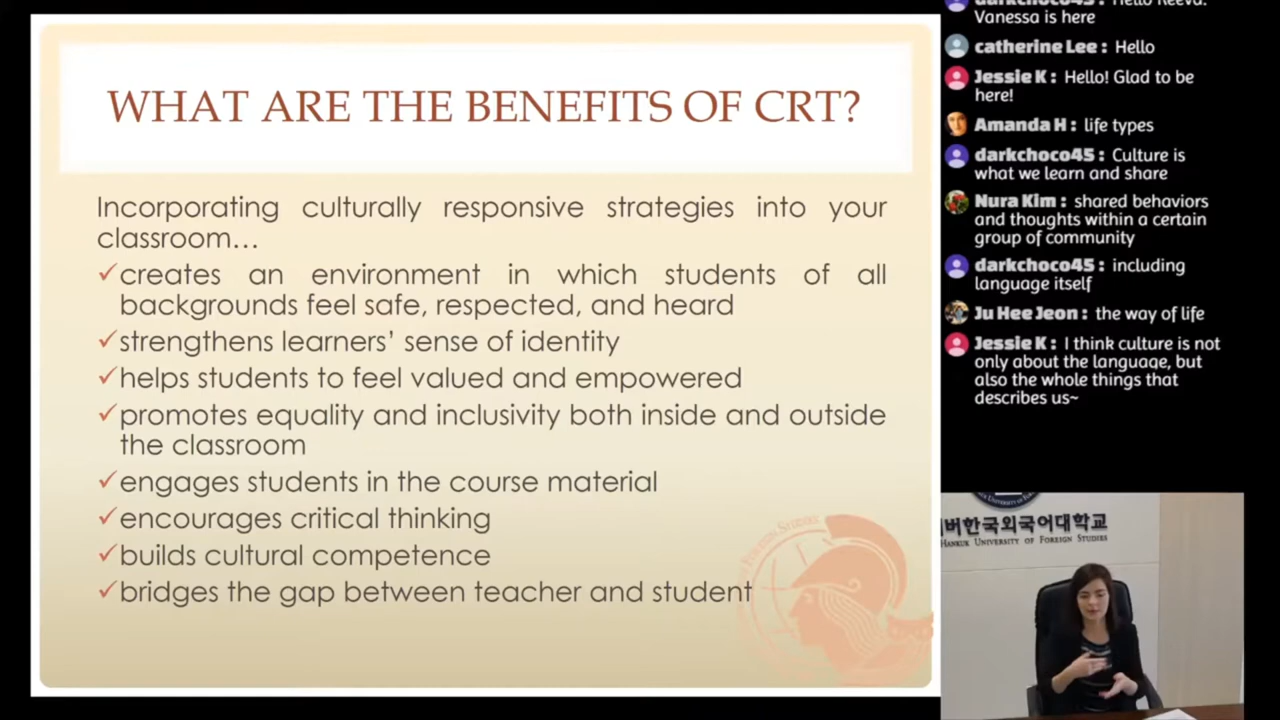 WHAT ARE THE BENEFITS OF CRT?
Incorporating culturally responsive strategies into your
classroom…
✓creates an environment in which students of all
backgrounds feel safe, respected, and heard
✓strengthens learners’ sense of identity
✓helps students to feel valued and empowered
✓promotes equality and inclusivity both inside and outside
the classroom
✓engages students in the course material
✓encourages critical thinking
✓builds cultural competence
✓bridges the gap between teacher and student
Vanessa is here
catherine Lee : Hello
Jessie K : Hello! Glad to be
here!
Amanda H : life types
darkchoco45 : Culture is
what we learn and share
Nura Kim : shared behaviors
and thoughts within a certain
group of community
darkchoco45 : including
language itself
Ju Hee Jeon : the way of life
Jessie K : I think culture is not
only about the language, but
also the whole things that
describes us~
버한국외국어대학교
HANKUK UNIVERSITY OF FOREIGN STUDIES